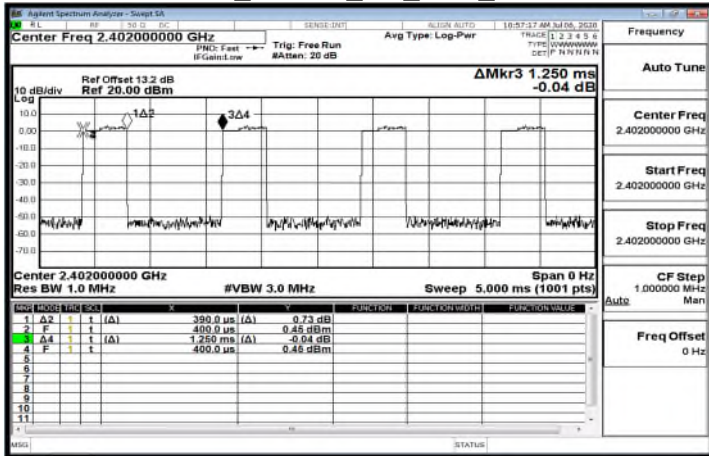 Agilent Spectrum Analyzer - Swept SA
RL RF 50 Ω DC SENSE:INT ALIGN AUTO 10:57:17 AM Jul 06, 2020
Center Freq 2.402000000 GHz
PNO: Fast
IFGain:Low
Trig: Free Run
#Atten: 20 dB
Avg Type: Log-Pwr
TRACE 1 2 3 4 5 6
TYPE WWWWWW
DET P N N N N N
Ref Offset 13.2 dB
Ref 20.00 dBm
10 dB/div
Log
ΔMkr3 1.250 ms
-0.04 dB
10.0
0.00
-10.0
-20.0
-30.0
-40.0
-50.0
-60.0
-70.0
1Δ2
3Δ4
Center 2.402000000 GHz
Span 0 Hz
Res BW 1.0 MHz
#VBW 3.0 MHz
Sweep 5.000 ms (1001 pts)
MKR MODE TRC SCL X Y FUNCTION FUNCTION WIDTH FUNCTION VALUE
1 Δ2 1 t (Δ) 390.0 us (Δ) 0.73 dB
2 F 1 t 400.0 us 0.45 dBm
3 Δ4 1 t (Δ) 1.250 ms (Δ) -0.04 dB
4 F 1 t 400.0 us 0.45 dBm
5
6
7
8
9
10
11
MSG
STATUS
Frequency
Auto Tune
Center Freq
2.402000000 GHz
Start Freq
2.402000000 GHz
Stop Freq
2.402000000 GHz
CF Step
1.000000 MHz
Auto Man
Freq Offset
0 Hz